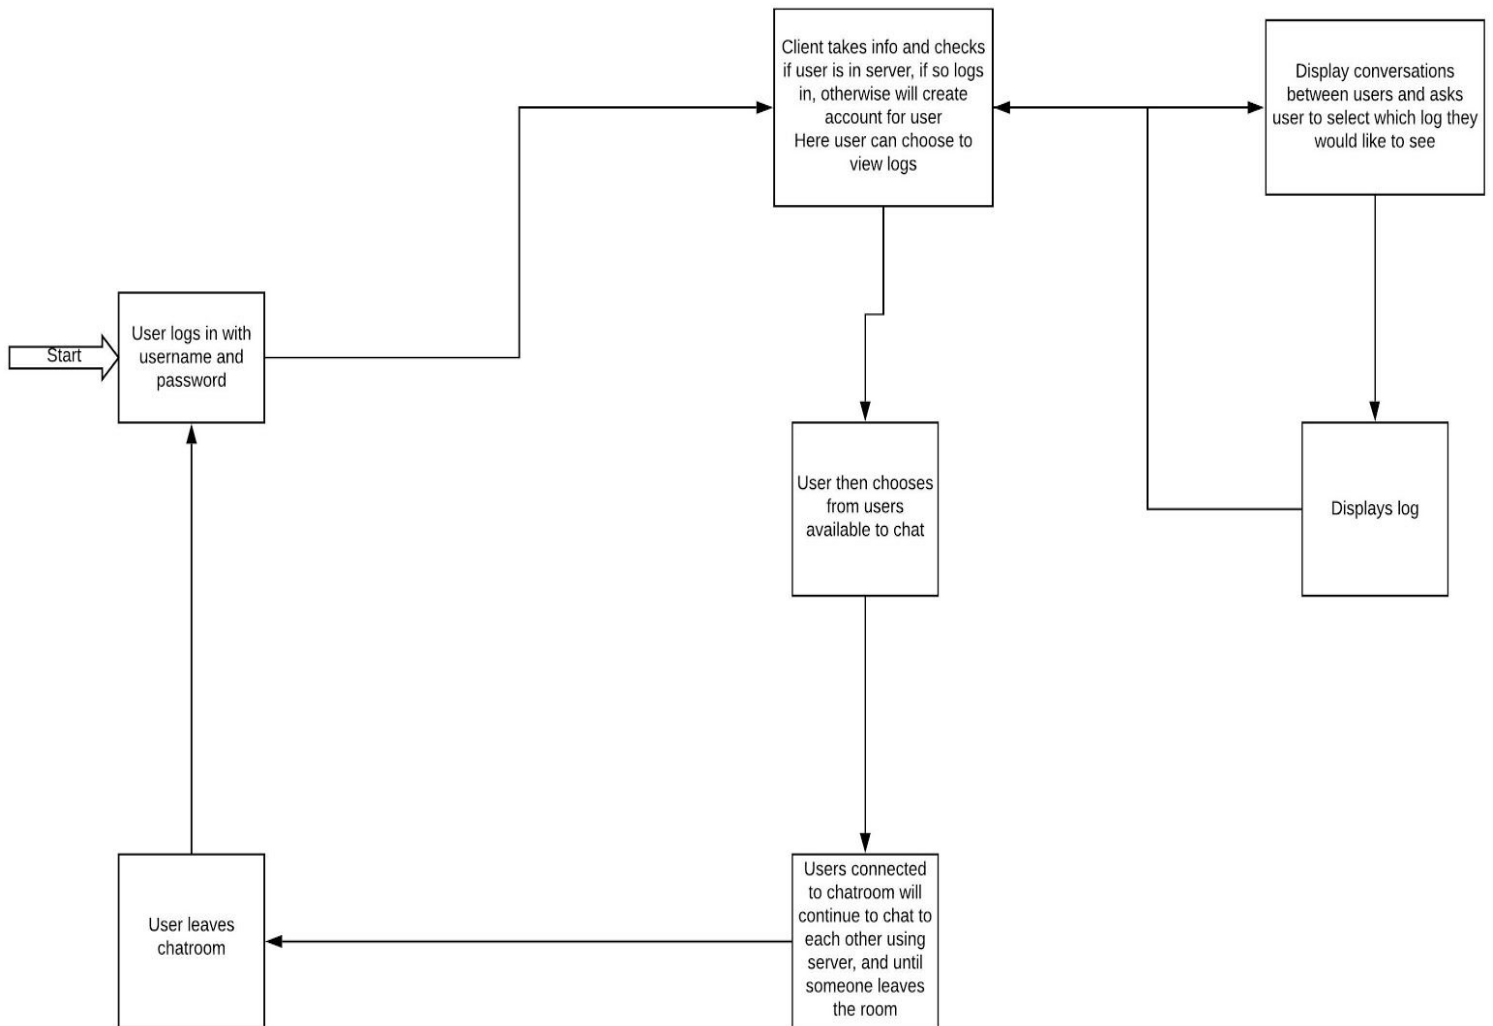 Start
User logs in with
username and
password
Client takes info and checks
if user is in server, if so logs
in, otherwise will create
account for user
Here user can choose to
view logs
Display conversations
between users and asks
user to select which log they
would like to see
User then chooses
from users
available to chat
Displays log
Users connected
to chatroom will
continue to chat to
each other using
server, and until
someone leaves
the room
User leaves
chatroom